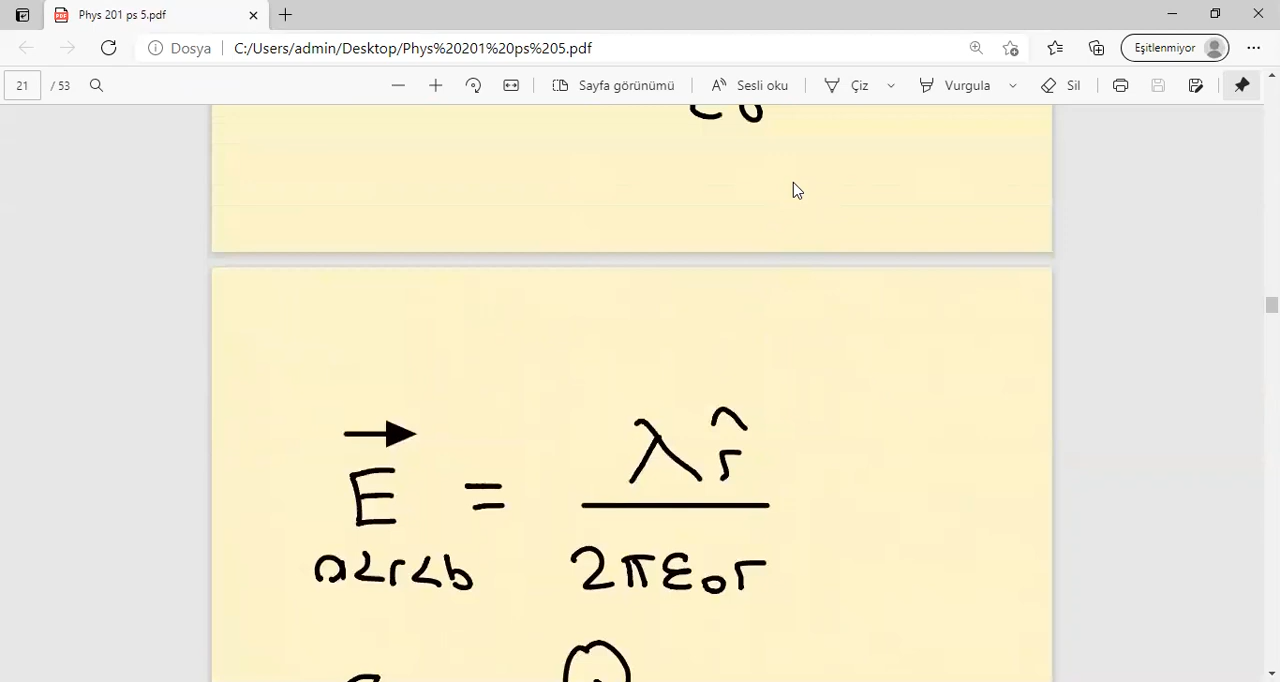 Phys 201 ps 5.pdf
Dosya C:/Users/admin/Desktop/Phys%20201%20ps%205.pdf Eşitlenmiyor
21 / 53 Sayfa görünümü Sesli oku Çiz Vurgula Sil
E = λ r̂
a<r<b 2πε₀r